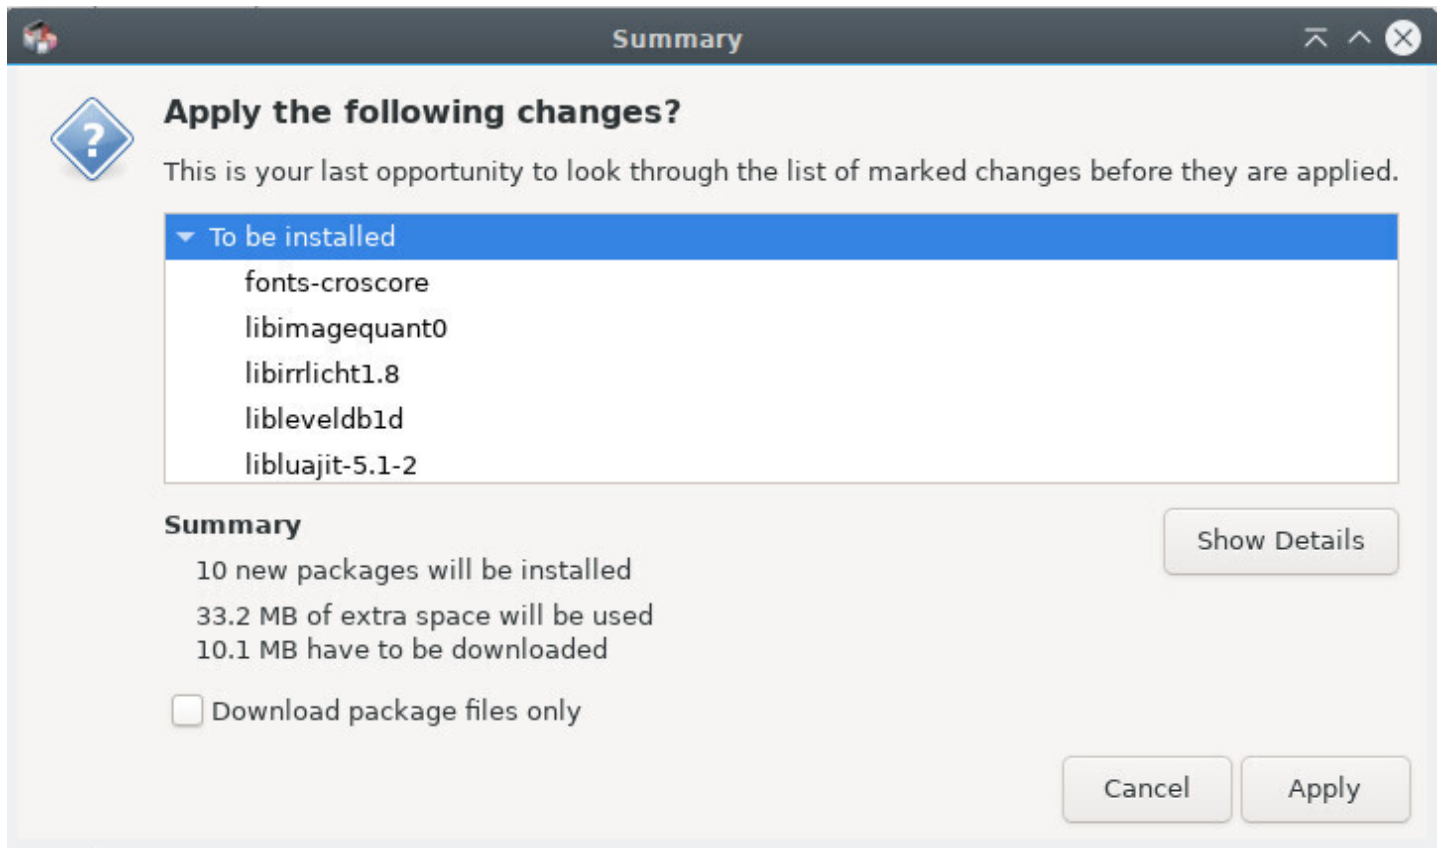 Summary
Apply the following changes?
This is your last opportunity to look through the list of marked changes before they are applied.
To be installed
fonts-croscore
libimagequant0
libirrlicht1.8
libleveldb1d
libluajit-5.1-2
Summary
Show Details
10 new packages will be installed
33.2 MB of extra space will be used
10.1 MB have to be downloaded
Download package files only
Cancel
Apply